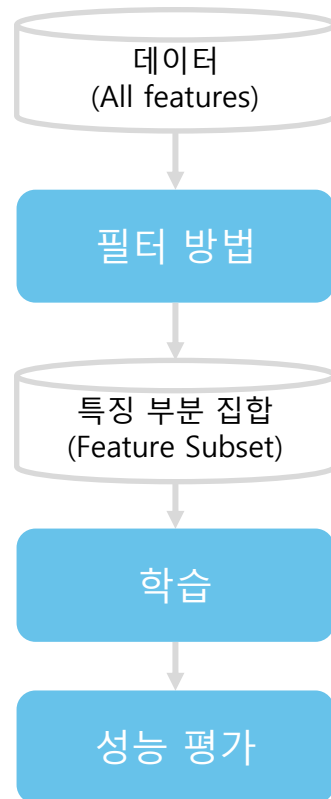 데이터
(All features)
필터 방법
특징 부분 집합
(Feature Subset)
학습
성능 평가